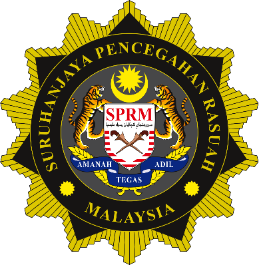 SURUHANJAYA PENCEGAHAN RASUAH
SPRM
AMANAH
TEGAS
ADIL
MALAYSIA